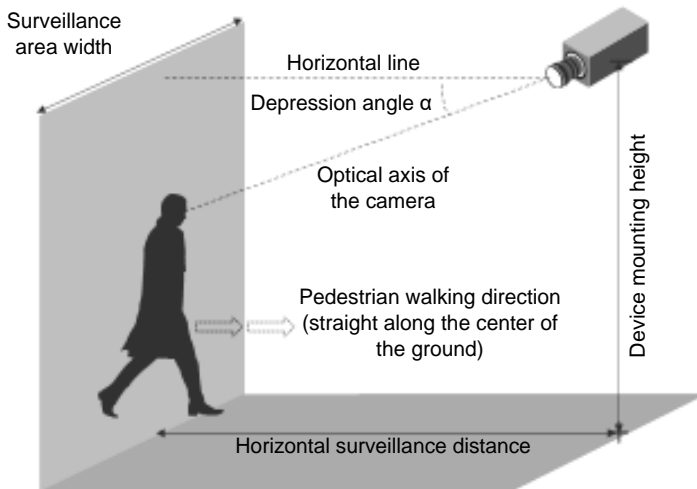 Surveillance
area width
Horizontal line
Depression angle α
Optical axis of
the camera
Device mounting height
Pedestrian walking direction
(straight along the center of
the ground)
Horizontal surveillance distance